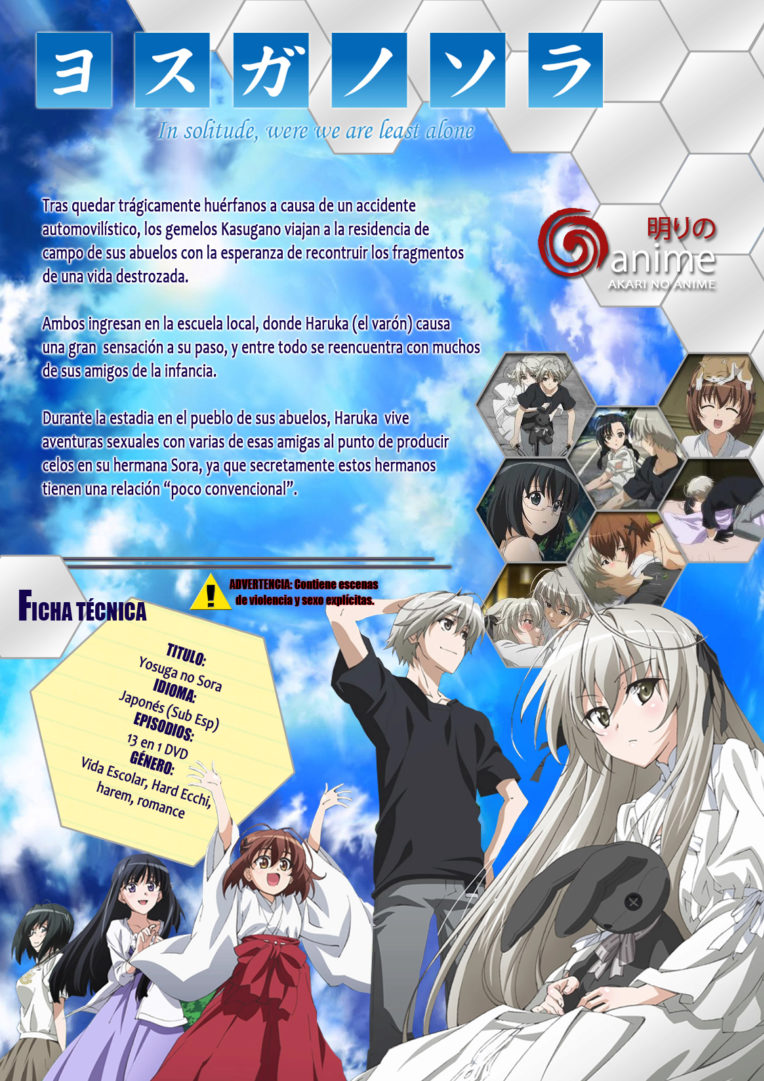 ヨスガノソラ
In solitude, were we are least alone
Tras quedar trágicamente huérfanos a causa de un accidente
automovilístico, los gemelos Kasugano viajan a la residencia de
campo de sus abuelos con la esperanza de recontruir los fragmentos
de una vida destrozada.
Ambos ingresan en la escuela local, donde Haruka (el varón) causa
una gran sensación a su paso, y entre todo se reencuentra con muchos
de sus amigos de la infancia.
Durante la estadia en el pueblo de sus abuelos, Haruka vive
aventuras sexuales con varias de esas amigas al punto de producir
celos en su hermana Sora, ya que secretamente estos hermanos
tienen una relación “poco convencional”.
明りの
anime
AKARI NO ANIME
FICHA TÉCNICA
! ADVERTENCIA: Contiene escenas
de violencia y sexo explícitas.
TITULO:
Yosuga no Sora
IDIOMA:
Japonés (Sub Esp)
EPISODIOS:
13 en 1 DVD
GÉNERO:
Vida Escolar, Hard Ecchi,
harem, romance